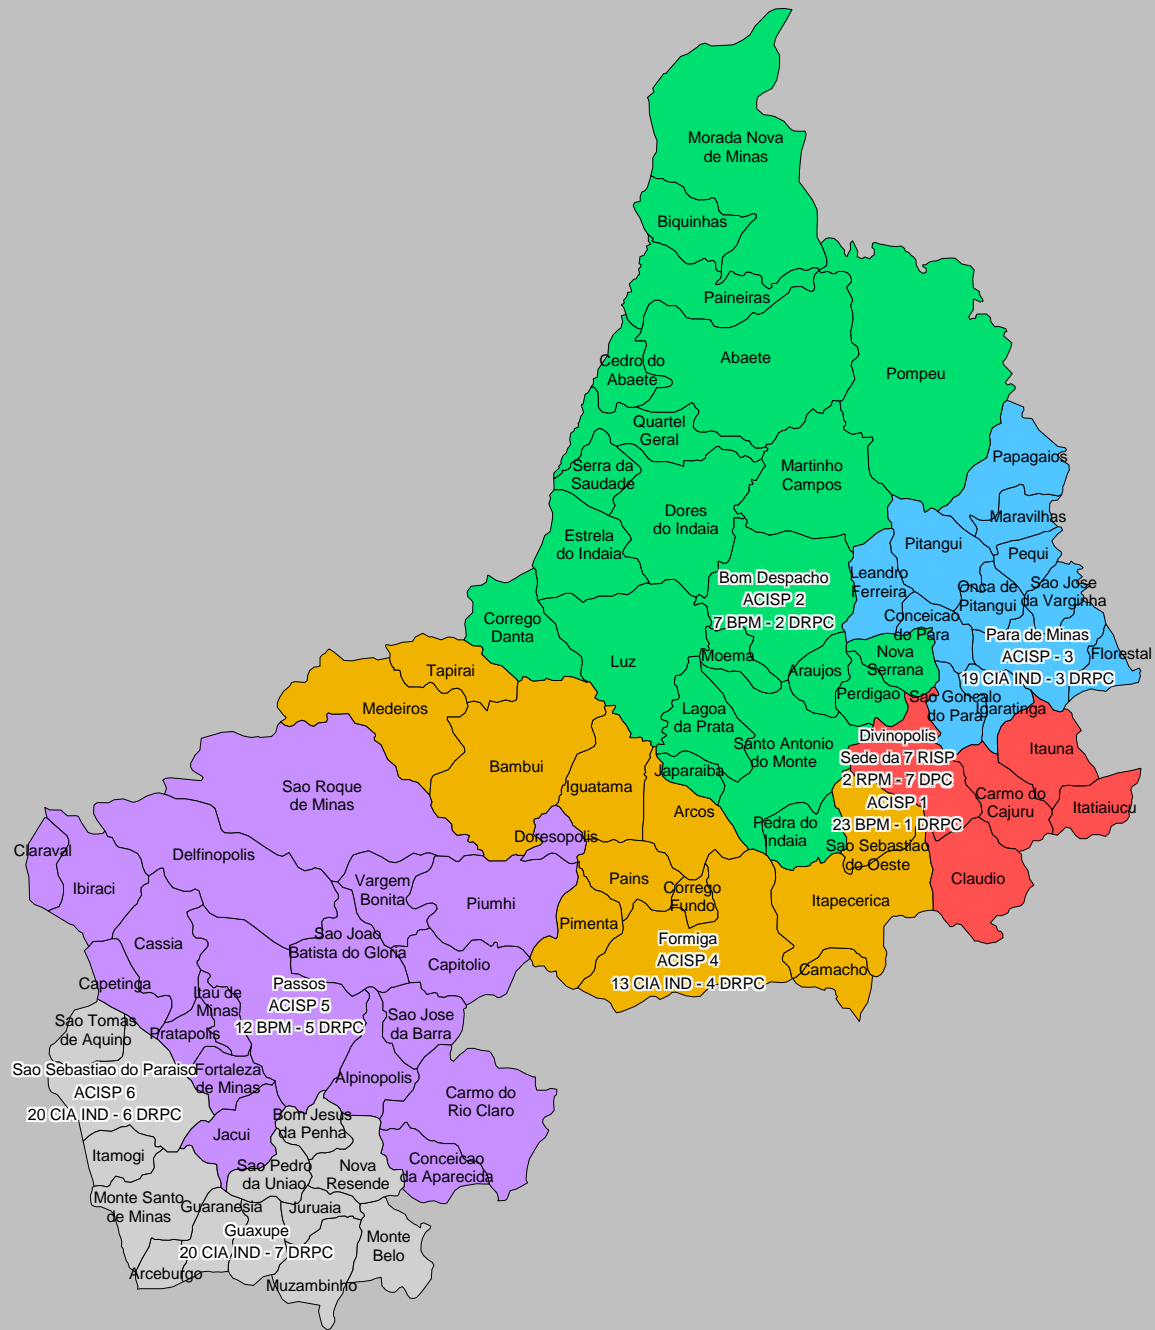 Morada Nova
de Minas
Biquinhas
Paineiras
Abaete
Cedro do
Abaete
Pompeu
Quartel
Geral
Papagaios
Serra da
Saudade
Martinho
Campos
Dores
do Indaia
Maravilhas
Estrela
do Indaia
Pitangui
Pequi
Leandro
Ferreira
Bom Despacho
ACISP 2
7 BPM - 2 DRPC
Onca de
Pitangui
Sao Jose
da Varginha
Conceicao
do Para
Corrego
Danta
Para de Minas
ACISP - 3
19 CIA IND - 3 DRPC
Florestal
Luz
Moema
Araujos
Nova
Serrana
Tapirai
Perdigao
Sao Goncalo
do Para
Igaratinga
Medeiros
Lagoa
da Prata
Santo Antonio
do Monte
Divinopolis
Sede da 7 RISP
2 RPM - 7 DPC
ACISP 1
23 BPM - 1 DRPC
Itauna
Bambui
Japaraiba
Iguatama
Sao Roque
de Minas
Carmo do
Cajuru
Itatiaiucu
Arcos
Doresopolis
Pedra do
Indaia
Sao Sebastiao
do Oeste
Claraval
Delfinopolis
Ibiraci
Vargem
Bonita
Piumhi
Pains
Corrego
Fundo
Claudio
Itapecerica
Pimenta
Cassia
Sao Joao
Batista do Gloria
Capitolio
Formiga
ACISP 4
13 CIA IND - 4 DRPC
Camacho
Capetinga
Itau de
Minas
Passos
ACISP 5
12 BPM - 5 DRPC
Sao Jose
da Barra
Sao Tomas
de Aquino
Pratapolis
Sao Sebastiao do Paraiso
ACISP 6
20 CIA IND - 6 DRPC
Fortaleza
de Minas
Alpinopolis
Carmo do
Rio Claro
Bom Jesus
da Penha
Jacui
Itamogi
Sao Pedro
da Uniao
Nova
Resende
Conceicao
da Aparecida
Monte Santo
de Minas
Guaranesia
Juruaia
Guaxupe
20 CIA IND - 7 DRPC
Monte
Belo
Arceburgo
Muzambinho